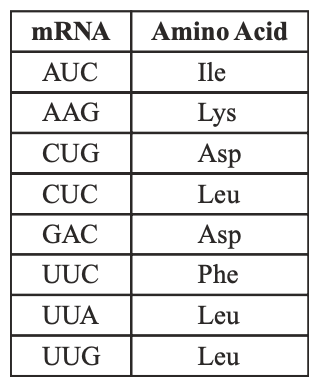 mRNA Amino Acid
AUC Ile
AAG Lys
CUG Asp
CUC Leu
GAC Asp
UUC Phe
UUA Leu
UUG Leu